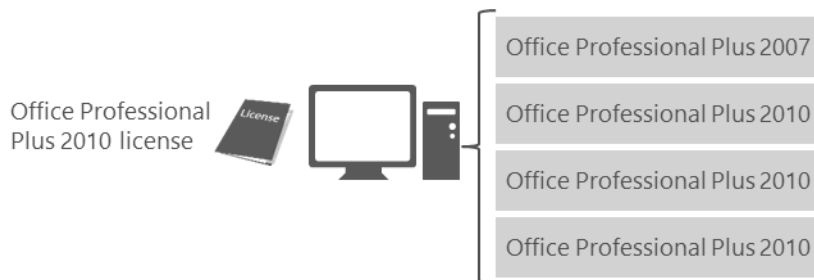 Office Professional
Plus 2010 license
License
Office Professional Plus 2007
Office Professional Plus 2010
Office Professional Plus 2010
Office Professional Plus 2010